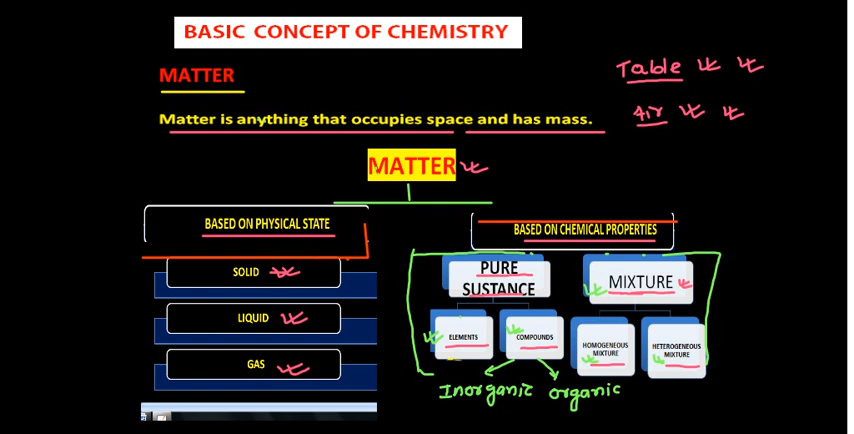 BASIC CONCEPT OF CHEMISTRY
MATTER
Table
Matter is anything that occupies space and has mass.
Air
MATTER
BASED ON PHYSICAL STATE
SOLID
LIQUID
GAS
BASED ON CHEMICAL PROPERTIES
PURE
SUSTANCE
MIXTURE
ELEMENTS
COMPOUNDS
HOMOGENEOUS
MIXTURE
HETEROGENEOUS
MIXTURE
Inorganic
organic